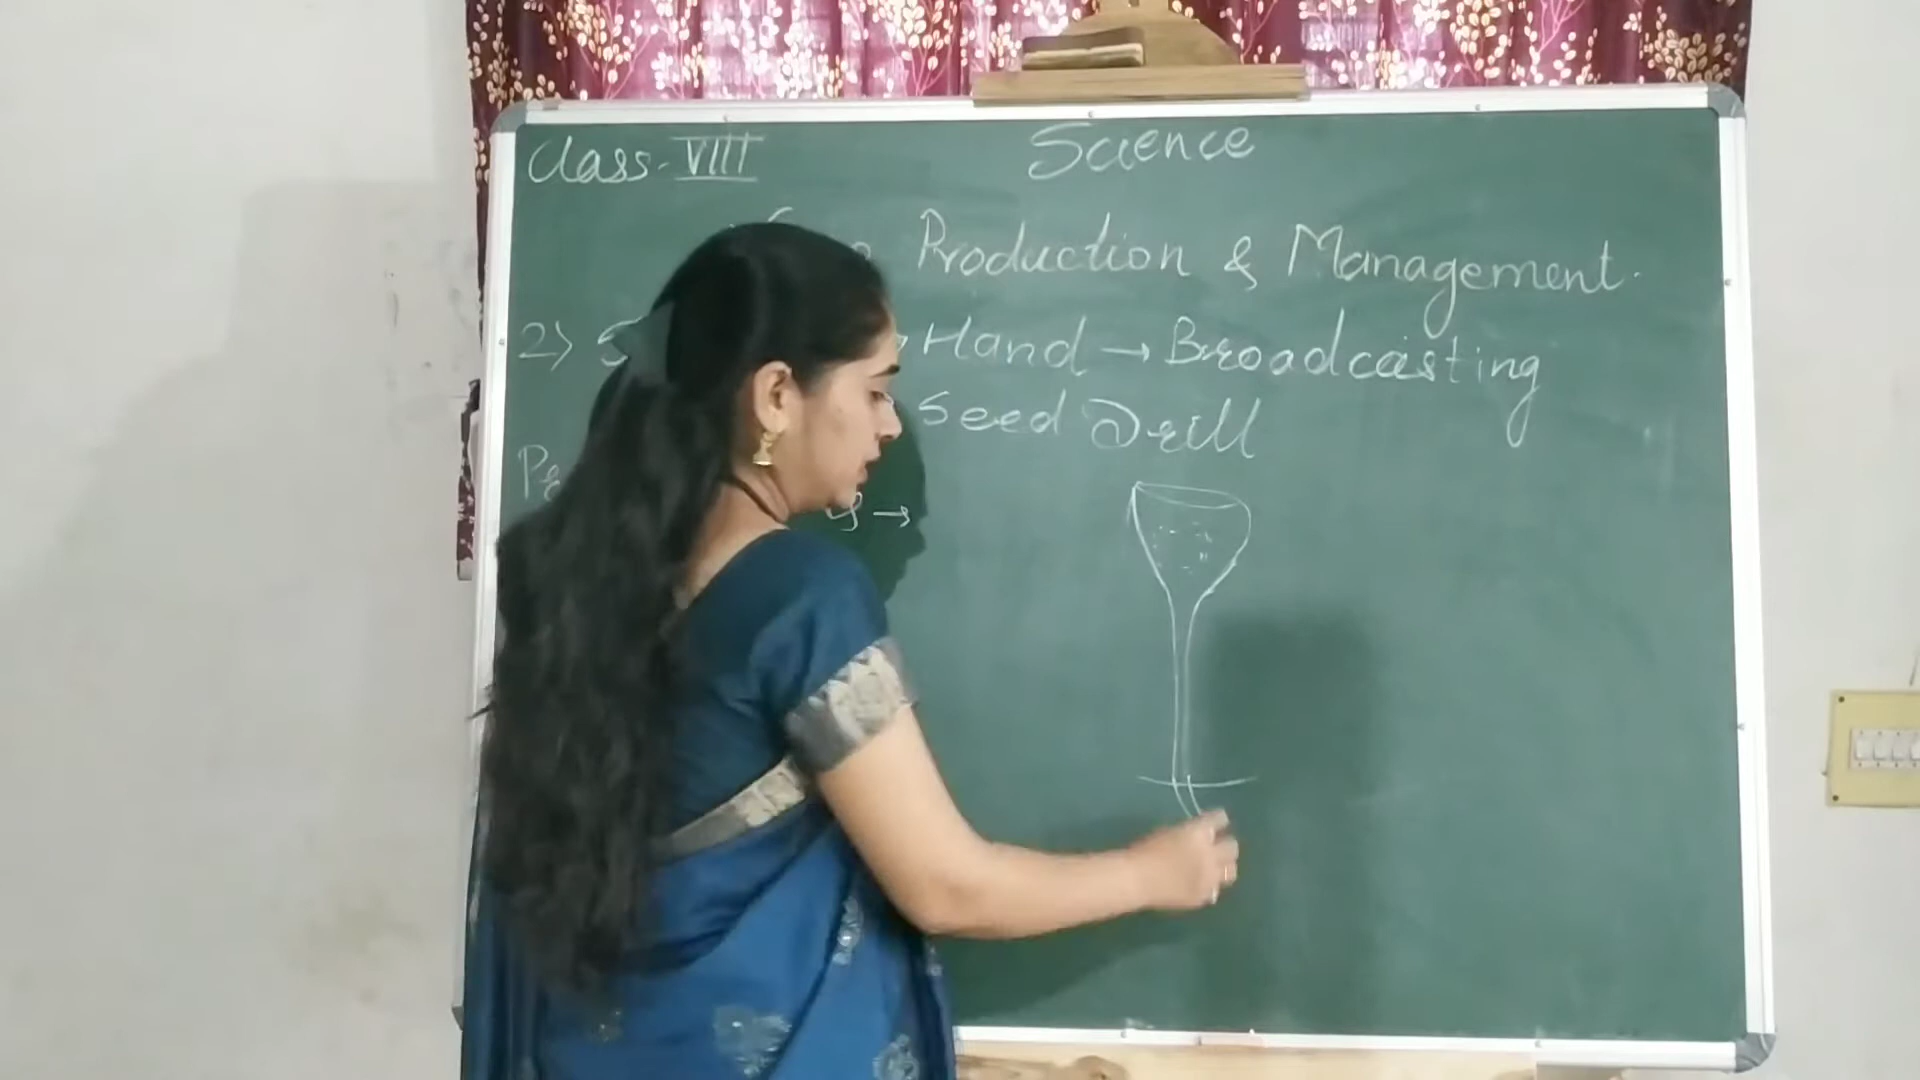 Class-VIII
Science
Production & Management.
2) Hand → Broadcasting
Seed Drill
→